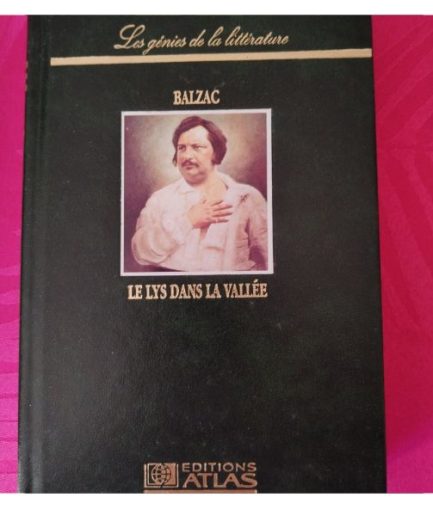 Les génies de la littérature
BALZAC
LE LYS DANS LA VALLÉE
EDITIONS
ATLAS